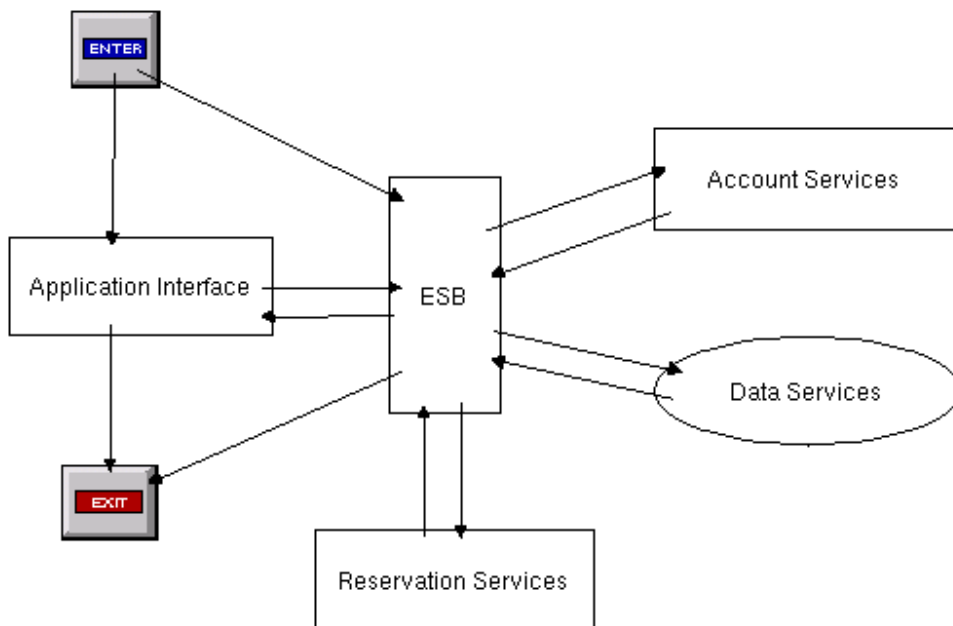 ENTER
Account Services
Application Interface
ESB
Data Services
EXIT
Reservation Services